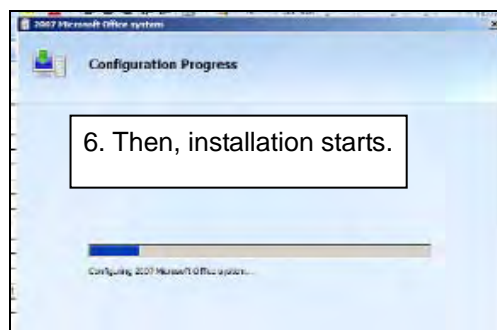 2007 Microsoft Office system
Configuration Progress
6. Then, installation starts.
Configuring 2007 Microsoft Office system...